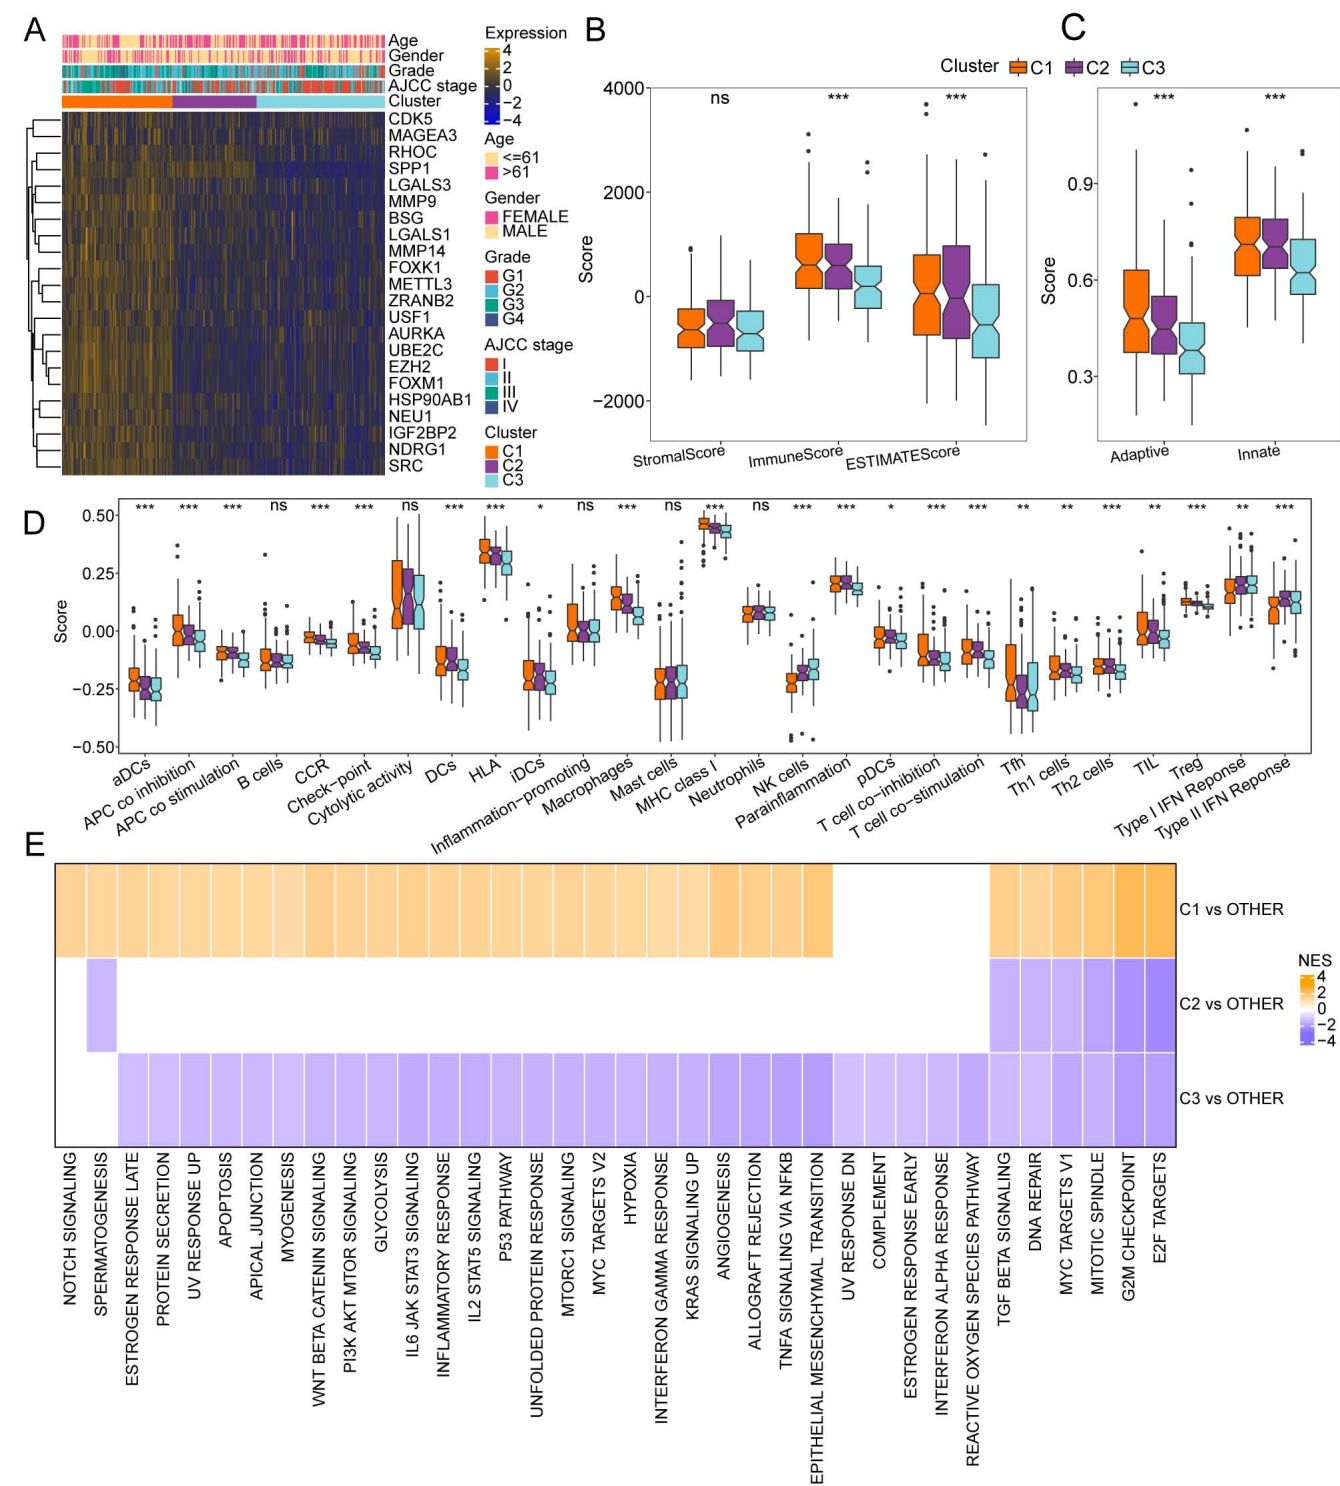 A
Age
Gender
Grade
AJCC stage
Cluster
CDK5
MAGEA3
RHOC
SPP1
LGALS3
MMP9
BSG
LGALS1
MMP14
FOXK1
METTL3
ZRANB2
USF1
AURKA
UBE2C
EZH2
FOXM1
HSP90AB1
NEU1
IGF2BP2
NDRG1
SRC
Expression
4
2
0
−2
−4
Age
<=61
>61
Gender
FEMALE
MALE
Grade
G1
G2
G3
G4
AJCC stage
I
II
III
IV
Cluster
C1
C2
C3
B
Score
4000
2000
0
−2000
ns *** ***
StromalScore
ImmuneScore
ESTIMATEScore
C
Cluster C1 C2 C3
Score
0.9
0.6
0.3
*** ***
Adaptive
Innate
D
Score
0.50
0.25
0.00
−0.25
−0.50
*** *** *** ns *** *** ns *** *** * ns *** ns *** ns *** *** * *** *** ** ** *** ** *** ** ***
aDCs
APC co inhibition
APC co stimulation
B cells
CCR
Check−point
Cytolytic activity
DCs
HLA
iDCs
Inflammation−promoting
Macrophages
Mast cells
MHC class I
Neutrophils
NK cells
Parainflammation
pDCs
T cell co−inhibition
T cell co−stimulation
Tfh
Th1 cells
Th2 cells
TIL
Treg
Type I IFN Reponse
Type II IFN Reponse
E
C1 vs OTHER
C2 vs OTHER
C3 vs OTHER
NES
4
2
0
−2
−4
NOTCH SIGNALING
SPERMATOGENESIS
ESTROGEN RESPONSE LATE
PROTEIN SECRETION
UV RESPONSE UP
APOPTOSIS
APICAL JUNCTION
MYOGENESIS
WNT BETA CATENIN SIGNALING
PI3K AKT MTOR SIGNALING
GLYCOLYSIS
IL6 JAK STAT3 SIGNALING
INFLAMMATORY RESPONSE
IL2 STAT5 SIGNALING
P53 PATHWAY
UNFOLDED PROTEIN RESPONSE
MTORC1 SIGNALING
MYC TARGETS V2
HYPOXIA
INTERFERON GAMMA RESPONSE
KRAS SIGNALING UP
ANGIOGENESIS
ALLOGRAFT REJECTION
TNFA SIGNALING VIA NFKB
EPITHELIAL MESENCHYMAL TRANSITION
UV RESPONSE DN
COMPLEMENT
ESTROGEN RESPONSE EARLY
INTERFERON ALPHA RESPONSE
REACTIVE OXYGEN SPECIES PATHWAY
TGF BETA SIGNALING
DNA REPAIR
MYC TARGETS V1
MITOTIC SPINDLE
G2M CHECKPOINT
E2F TARGETS